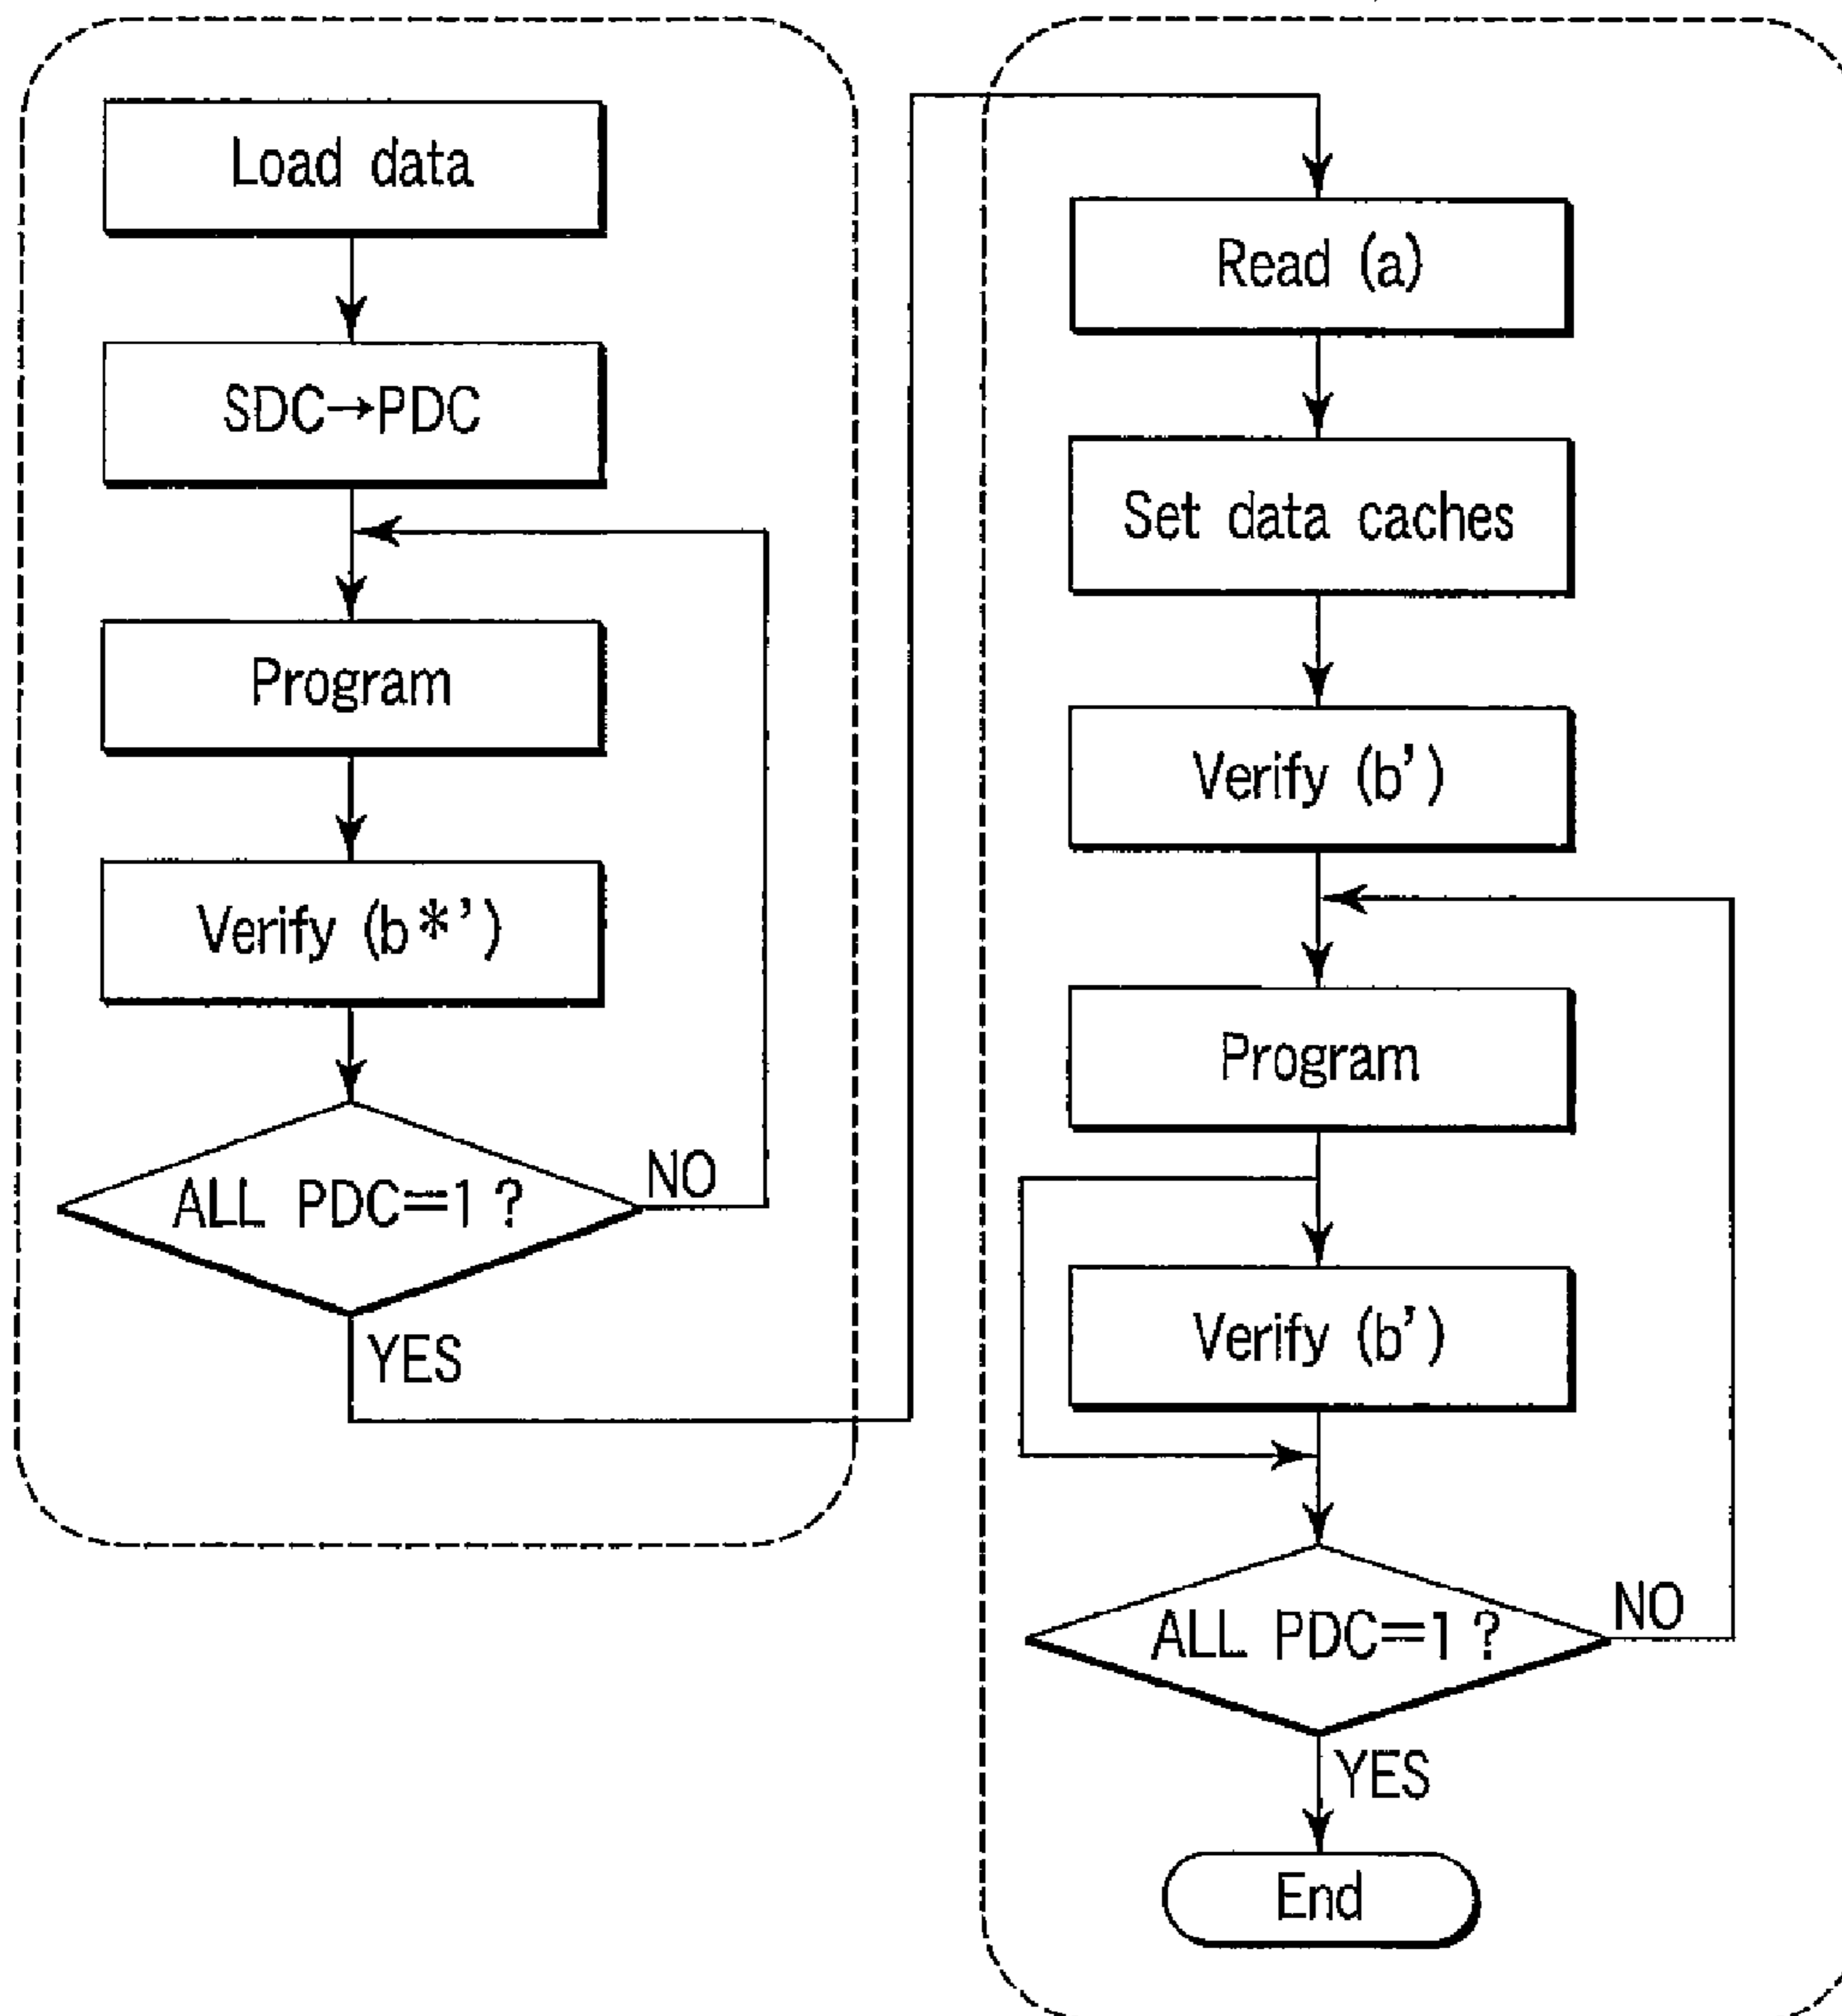 Load data
SDC→PDC
Program
Verify (b*')
ALL PDC=1 ?
NO
YES
Read (a)
Set data caches
Verify (b')
Program
Verify (b')
ALL PDC=1 ?
NO
YES
End